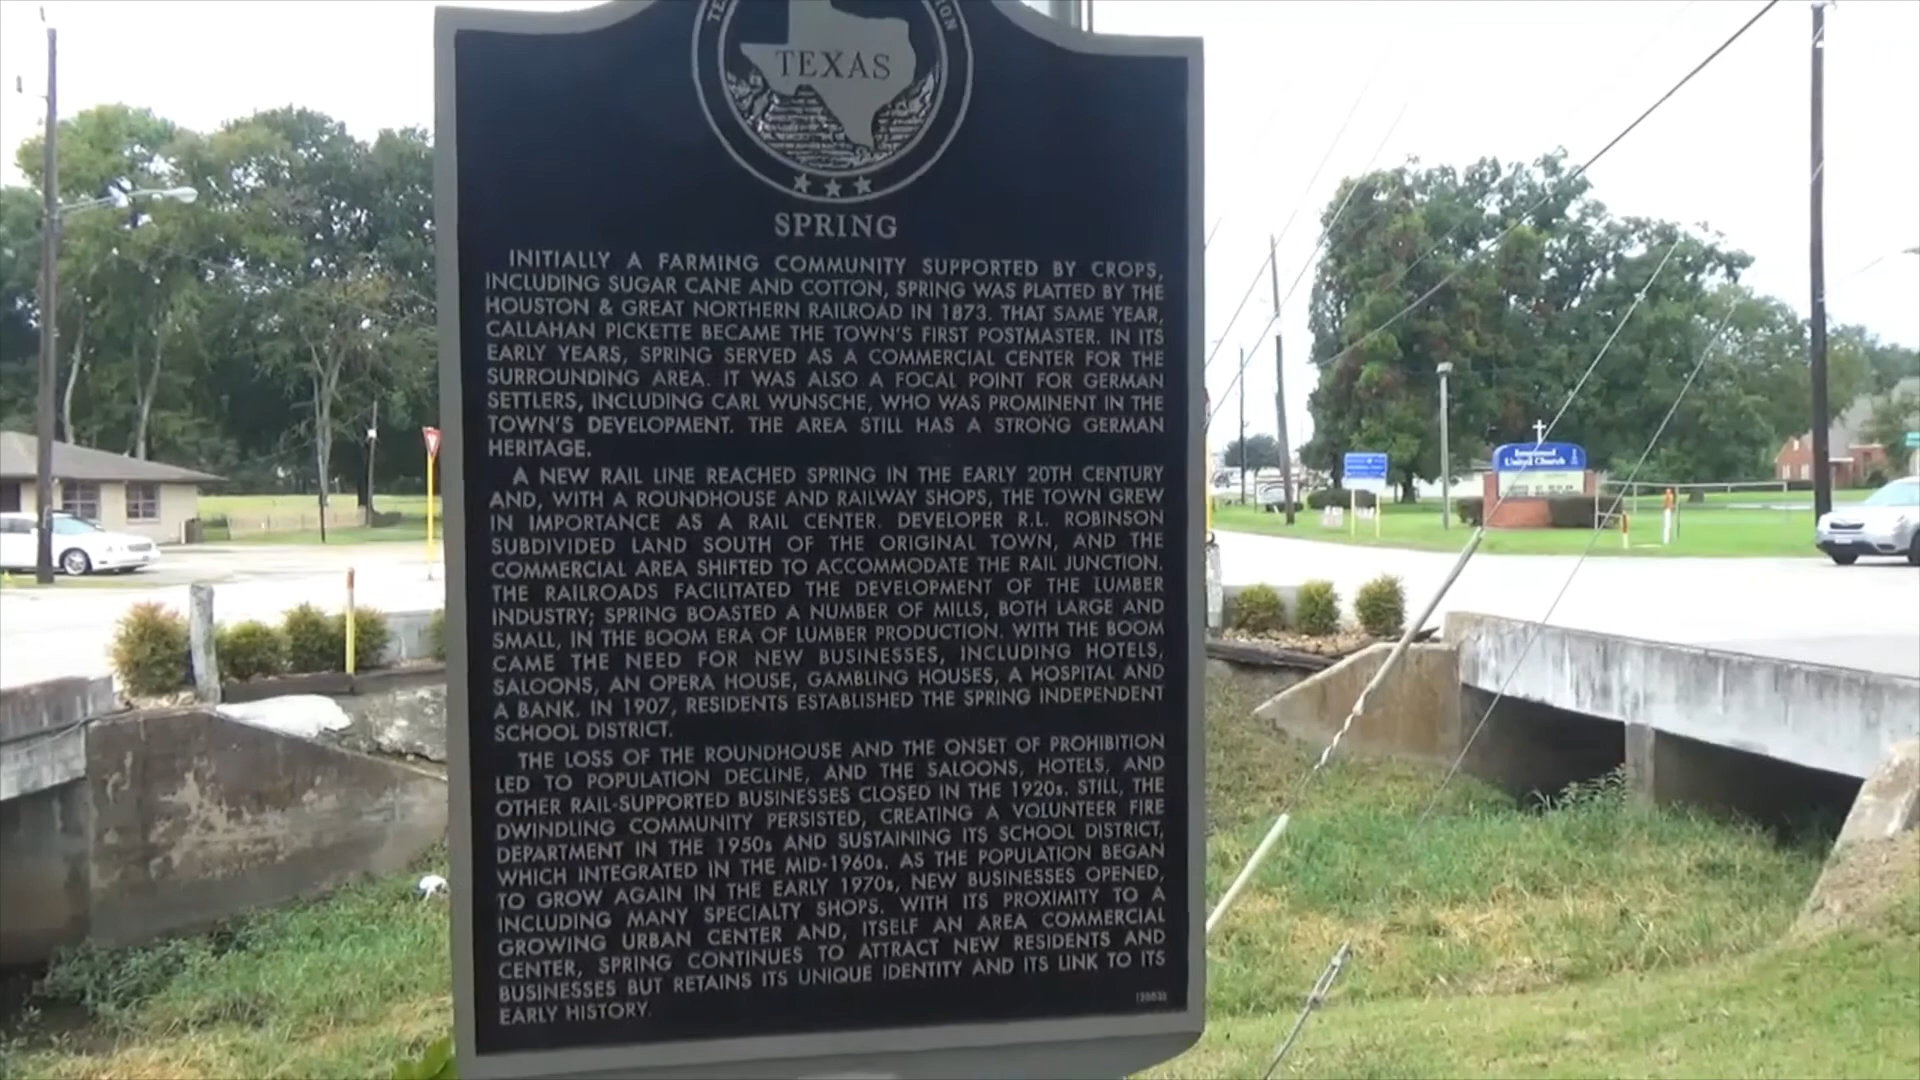 TEXAS
SPRING
INITIALLY A FARMING COMMUNITY SUPPORTED BY CROPS,
INCLUDING SUGAR CANE AND COTTON, SPRING WAS PLATTED BY THE
HOUSTON & GREAT NORTHERN RAILROAD IN 1873. THAT SAME YEAR,
CALLAHAN PICKETTE BECAME THE TOWN'S FIRST POSTMASTER. IN ITS
EARLY YEARS, SPRING SERVED AS A COMMERCIAL CENTER FOR THE
SURROUNDING AREA. IT WAS ALSO A FOCAL POINT FOR GERMAN
SETTLERS, INCLUDING CARL WUNSCHE, WHO WAS PROMINENT IN THE
TOWN'S DEVELOPMENT. THE AREA STILL HAS A STRONG GERMAN
HERITAGE.
A NEW RAIL LINE REACHED SPRING IN THE EARLY 20TH CENTURY
AND, WITH A ROUNDHOUSE AND RAILWAY SHOPS, THE TOWN GREW
IN IMPORTANCE AS A RAIL CENTER. DEVELOPER R.L. ROBINSON
SUBDIVIDED LAND SOUTH OF THE ORIGINAL TOWN, AND THE
COMMERCIAL AREA SHIFTED TO ACCOMMODATE THE RAIL JUNCTION.
THE RAILROADS FACILITATED THE DEVELOPMENT OF THE LUMBER
INDUSTRY; SPRING BOASTED A NUMBER OF MILLS, BOTH LARGE AND
SMALL, IN THE BOOM ERA OF LUMBER PRODUCTION. WITH THE BOOM
CAME THE NEED FOR NEW BUSINESSES, INCLUDING HOTELS,
SALOONS, AN OPERA HOUSE, GAMBLING HOUSES, A HOSPITAL AND
A BANK. IN 1907, RESIDENTS ESTABLISHED THE SPRING INDEPENDENT
SCHOOL DISTRICT.
THE LOSS OF THE ROUNDHOUSE AND THE ONSET OF PROHIBITION
LED TO POPULATION DECLINE, AND THE SALOONS, HOTELS, AND
OTHER RAIL-SUPPORTED BUSINESSES CLOSED IN THE 1920s. STILL, THE
DWINDLING COMMUNITY PERSISTED, CREATING A VOLUNTEER FIRE
DEPARTMENT IN THE 1950s AND SUSTAINING ITS SCHOOL DISTRICT,
WHICH INTEGRATED IN THE MID-1960s. AS THE POPULATION BEGAN
TO GROW AGAIN IN THE EARLY 1970s, NEW BUSINESSES OPENED,
INCLUDING MANY SPECIALTY SHOPS. WITH ITS PROXIMITY TO A
GROWING URBAN CENTER AND, ITSELF AN AREA COMMERCIAL
CENTER, SPRING CONTINUES TO ATTRACT NEW RESIDENTS AND
BUSINESSES BUT RETAINS ITS UNIQUE IDENTITY AND ITS LINK TO ITS
EARLY HISTORY.
United Church